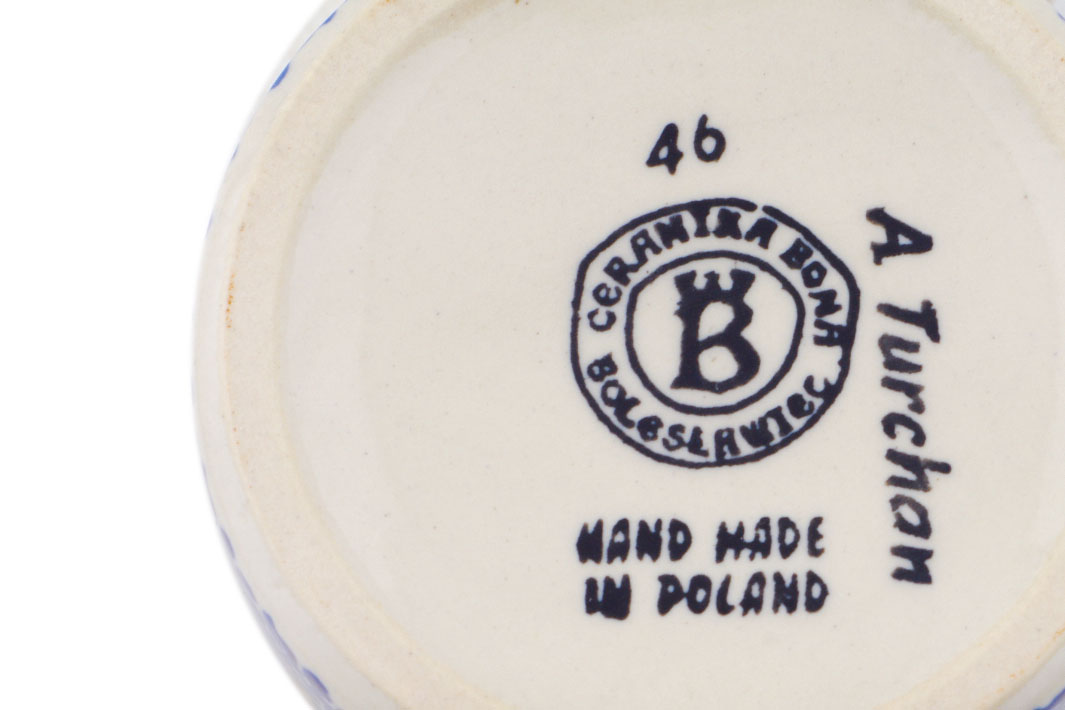 46
CERAMIKA BONA
B
BOLESŁAWIEC
HAND MADE
IN POLAND
A Turchan